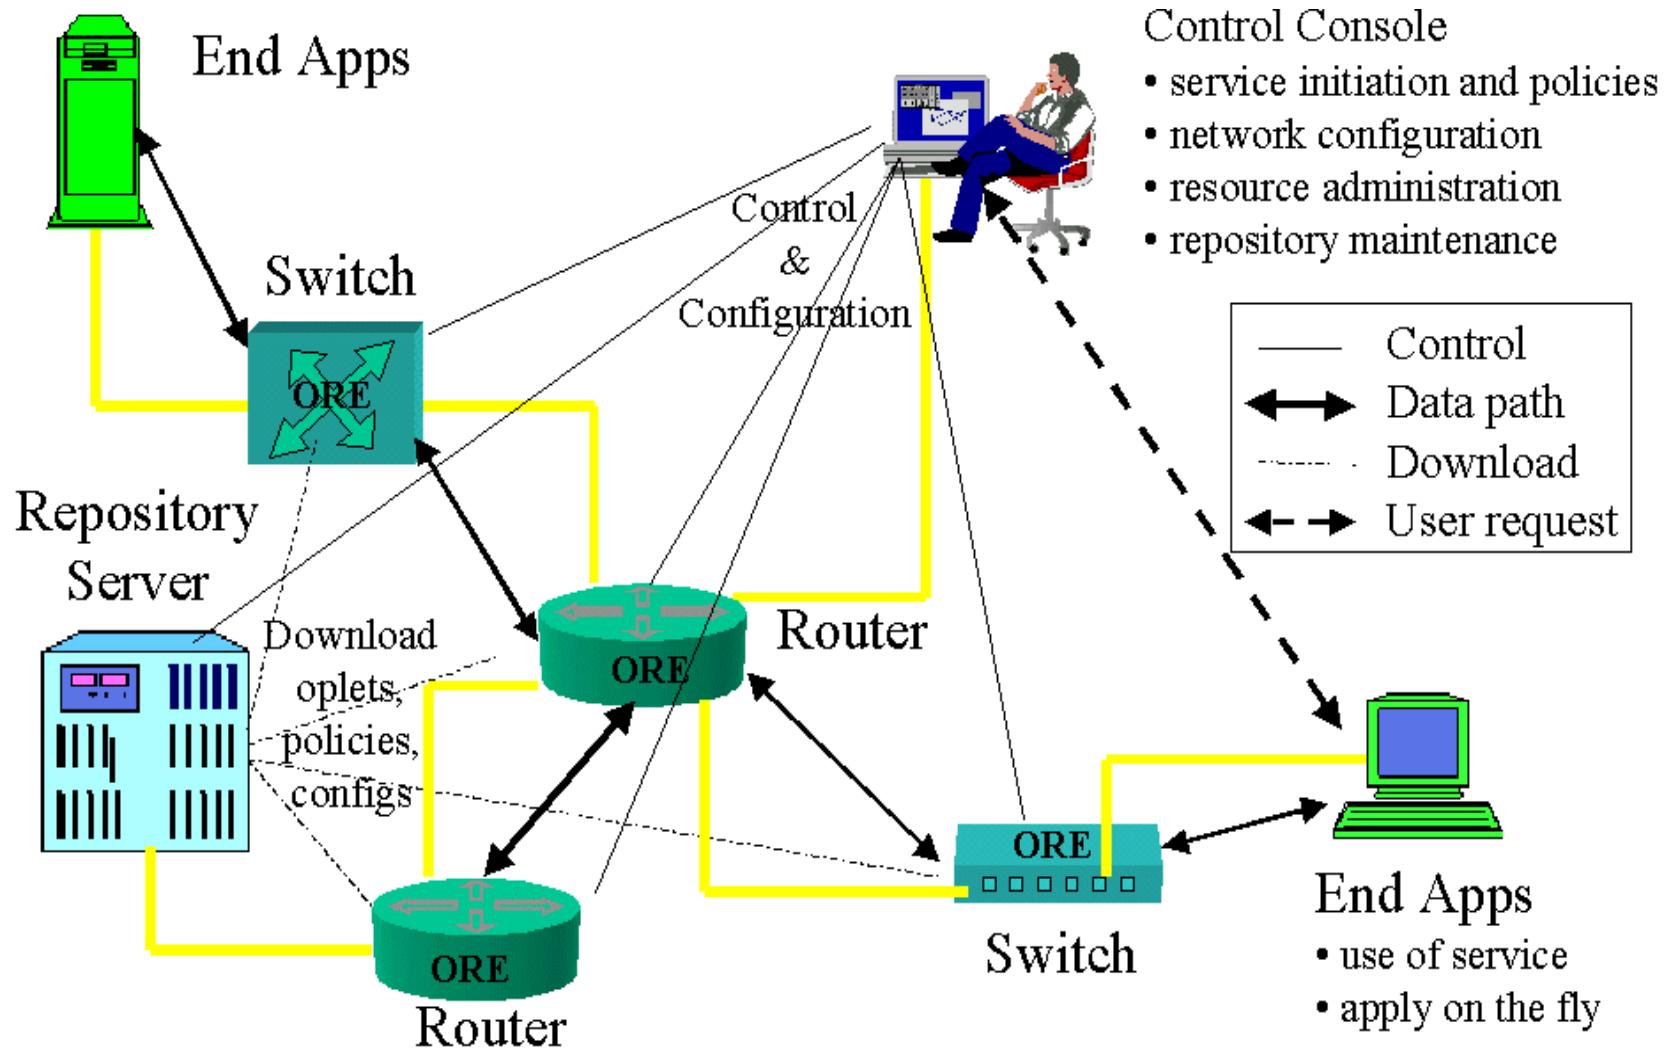 End Apps
Control Console
• service initiation and policies
• network configuration
• resource administration
• repository maintenance
Control
&
Configuration
Switch
ORE
Control
Data path
Download
User request
Repository
Server
Download
oplets,
policies,
configs
Router
ORE
ORE
Switch
ORE
Router
End Apps
• use of service
• apply on the fly